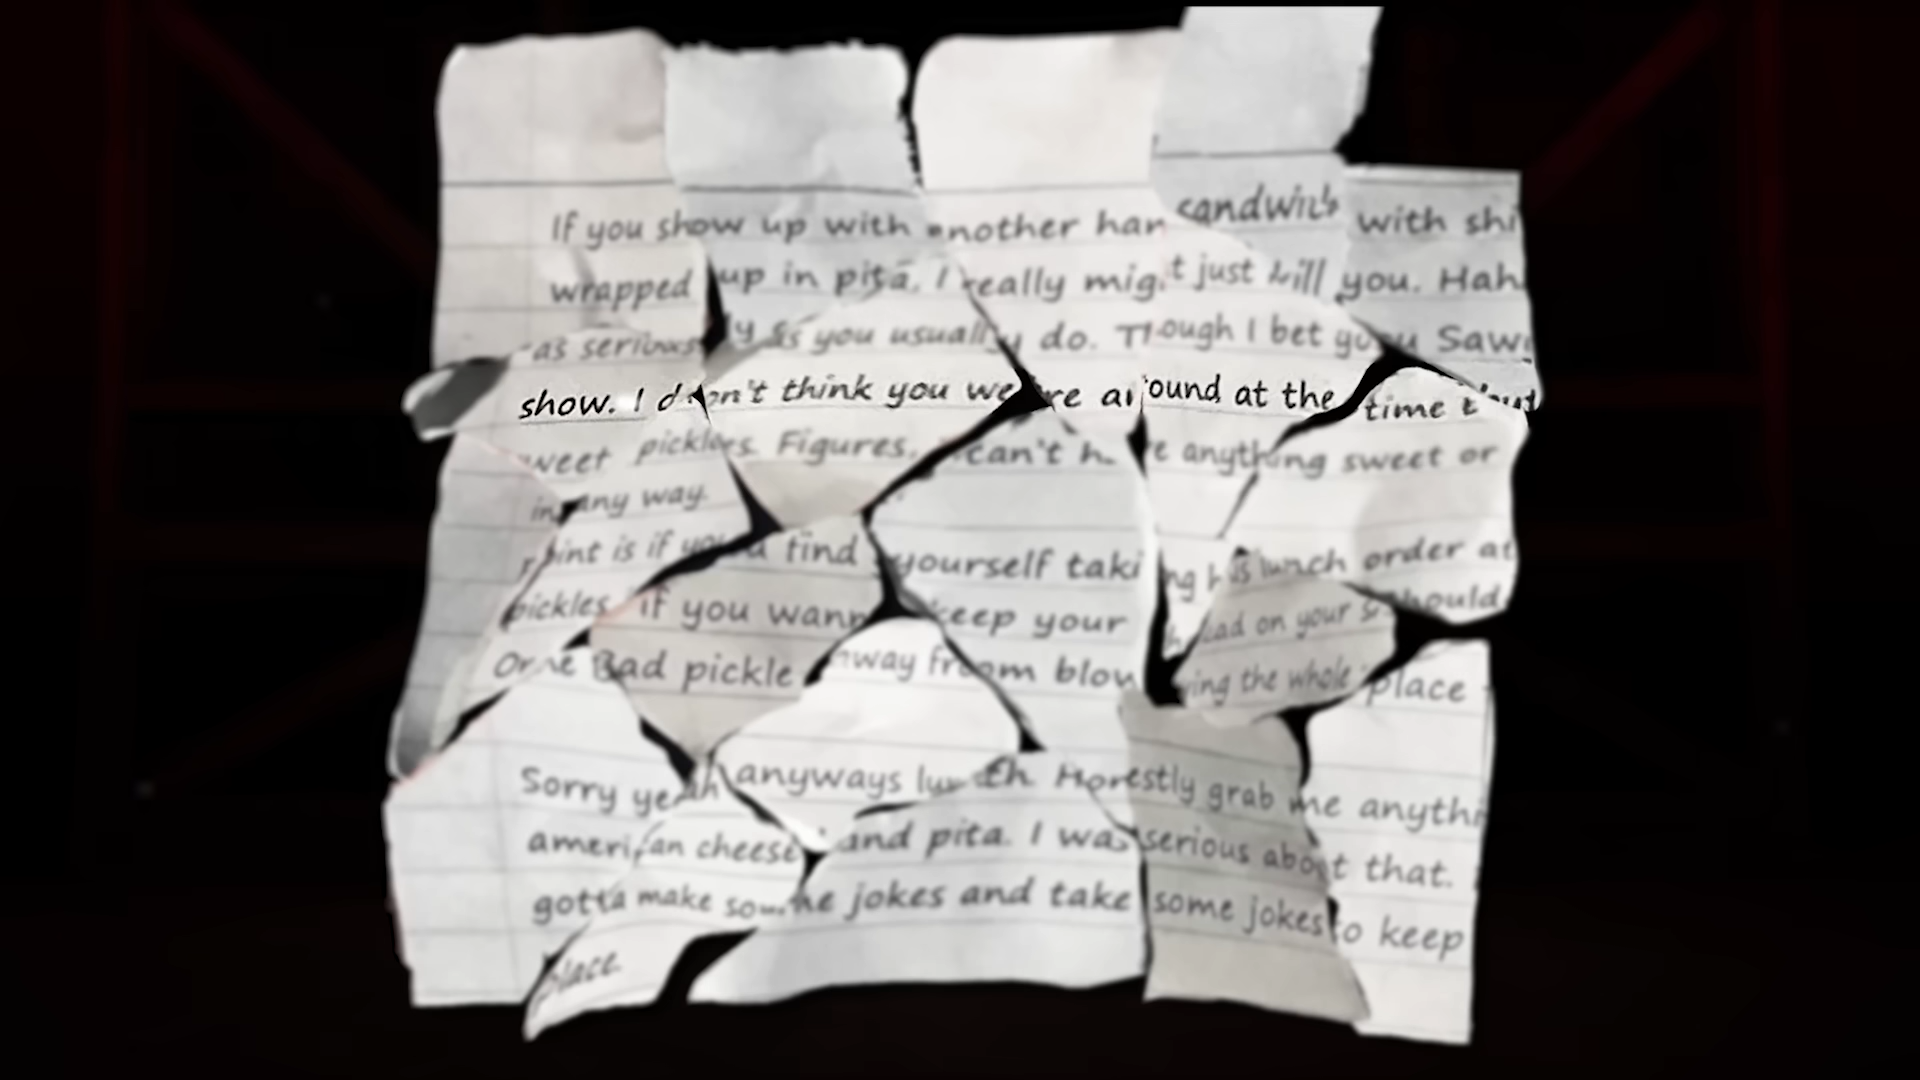 If you show up with another ham sandwich with shi
wrapped up in pita, I really might just kill you. Hah
as seriously as you usually do. Though I bet you Saw
show. I don't think you were around at the time but
sweet pickles. Figures. can't have anything sweet or
in any way.
point is if you find yourself taking his lunch order at
pickles if you wanna keep your head on your should
One Bad pickle away from blowing the whole place
Sorry yeah anyways lunch. Honestly grab me anythi
american cheese and pita. I was serious about that.
gotta make some jokes and take some jokes to keep
place.